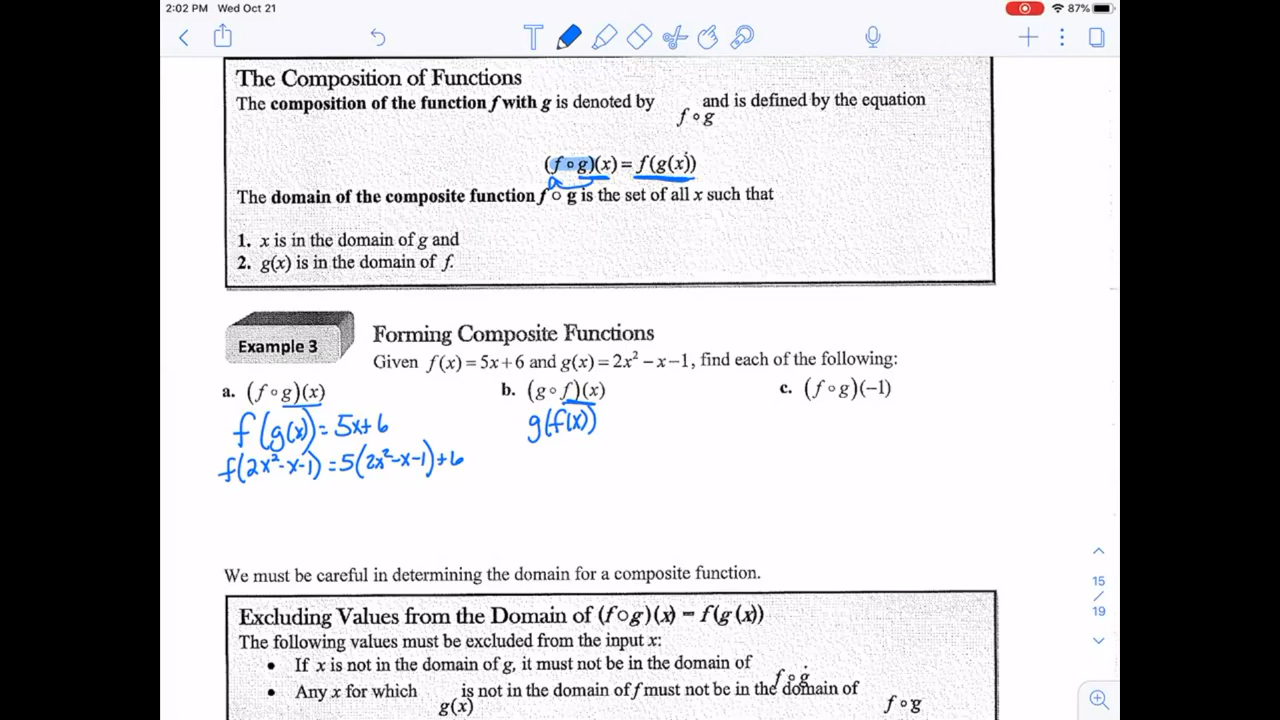 2:02 PM Wed Oct 21
87%
The Composition of Functions
The composition of the function f with g is denoted by f∘g and is defined by the equation
(f∘g)(x) = f(g(x))
The domain of the composite function f∘g is the set of all x such that
1. x is in the domain of g and
2. g(x) is in the domain of f.
Example 3
Forming Composite Functions
Given f(x)=5x+6 and g(x)=2x²−x−1, find each of the following:
a. (f∘g)(x) b. (g∘f)(x) c. (f∘g)(-1)
f(g(x)) = 5x+6 g(f(x))
f(2x²-x-1) = 5(2x²-x-1)+6
We must be careful in determining the domain for a composite function.
15
/
19
Excluding Values from the Domain of (f∘g)(x) = f(g(x))
The following values must be excluded from the input x:
• If x is not in the domain of g, it must not be in the domain of f∘g
• Any x for which g(x) is not in the domain of f must not be in the domain of f∘g